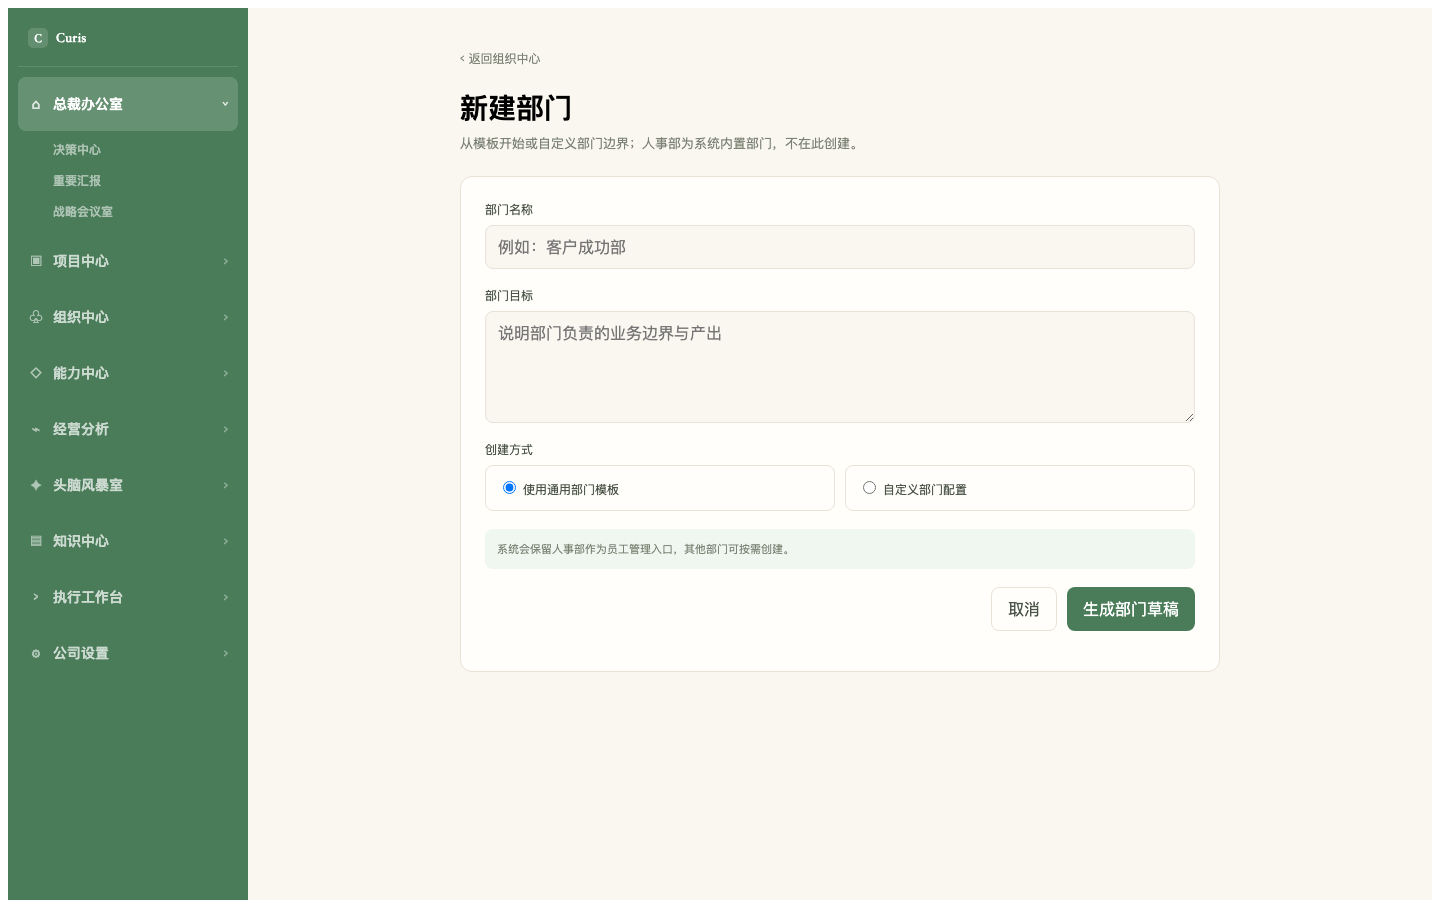 C Curis
总裁办公室
决策中心
重要汇报
战略会议室
项目中心
组织中心
能力中心
经营分析
头脑风暴室
知识中心
执行工作台
公司设置
‹ 返回组织中心
新建部门
从模板开始或自定义部门边界；人事部为系统内置部门，不在此创建。
部门名称
例如：客户成功部
部门目标
说明部门负责的业务边界与产出
创建方式
使用通用部门模板
自定义部门配置
系统会保留人事部作为员工管理入口，其他部门可按需创建。
取消
生成部门草稿